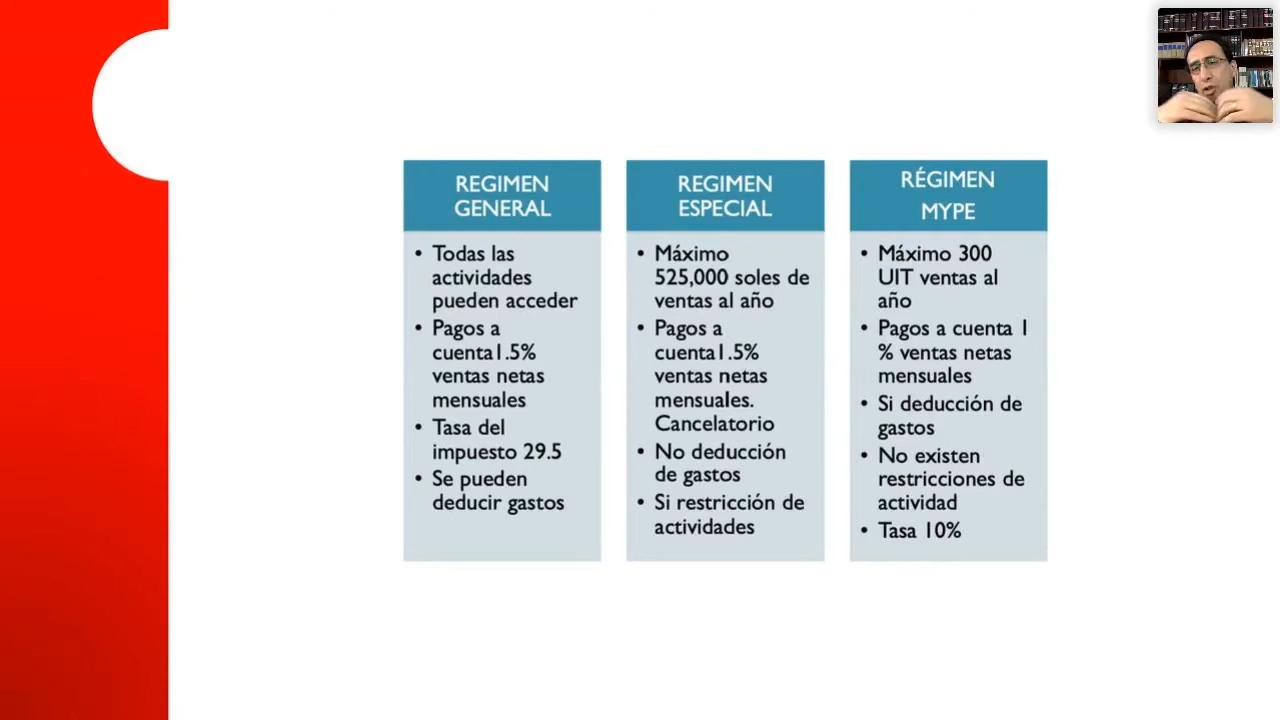 REGIMEN
GENERAL
• Todas las
actividades
pueden acceder
• Pagos a
cuenta1.5%
ventas netas
mensuales
• Tasa del
impuesto 29.5
• Se pueden
deducir gastos
REGIMEN
ESPECIAL
• Máximo
525,000 soles de
ventas al año
• Pagos a
cuenta1.5%
ventas netas
mensuales.
Cancelatorio
• No deducción
de gastos
• Si restricción de
actividades
RÉGIMEN
MYPE
• Máximo 300
UIT ventas al
año
• Pagos a cuenta 1
% ventas netas
mensuales
• Si deducción de
gastos
• No existen
restricciones de
actividad
• Tasa 10%